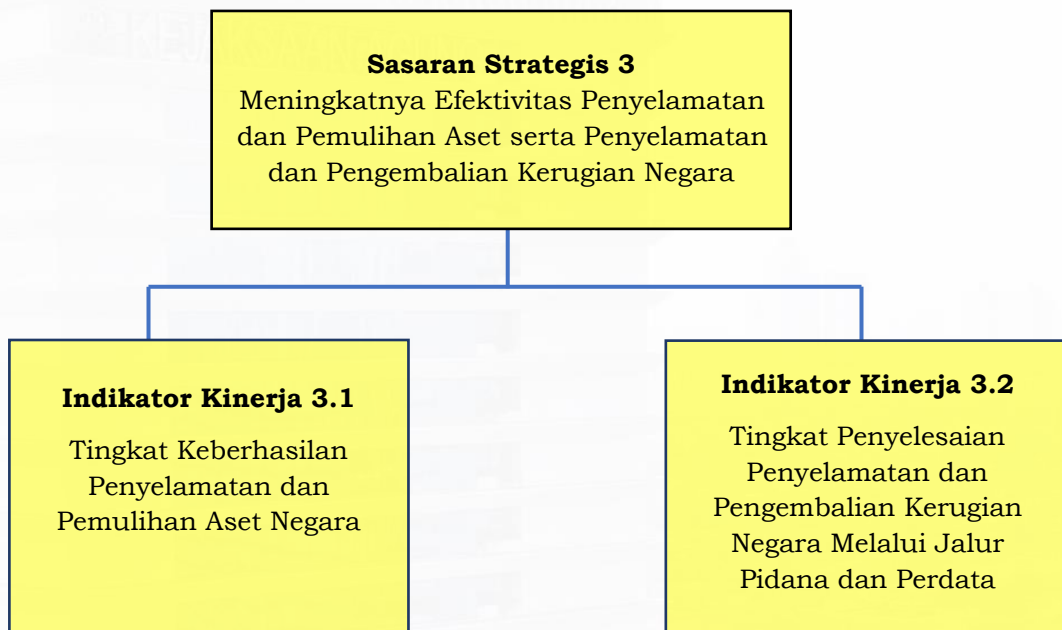 Sasaran Strategis 3
Meningkatnya Efektivitas Penyelamatan
dan Pemulihan Aset serta Penyelamatan
dan Pengembalian Kerugian Negara
Indikator Kinerja 3.1
Tingkat Keberhasilan
Penyelamatan dan
Pemulihan Aset Negara
Indikator Kinerja 3.2
Tingkat Penyelesaian
Penyelamatan dan
Pengembalian Kerugian
Negara Melalui Jalur
Pidana dan Perdata